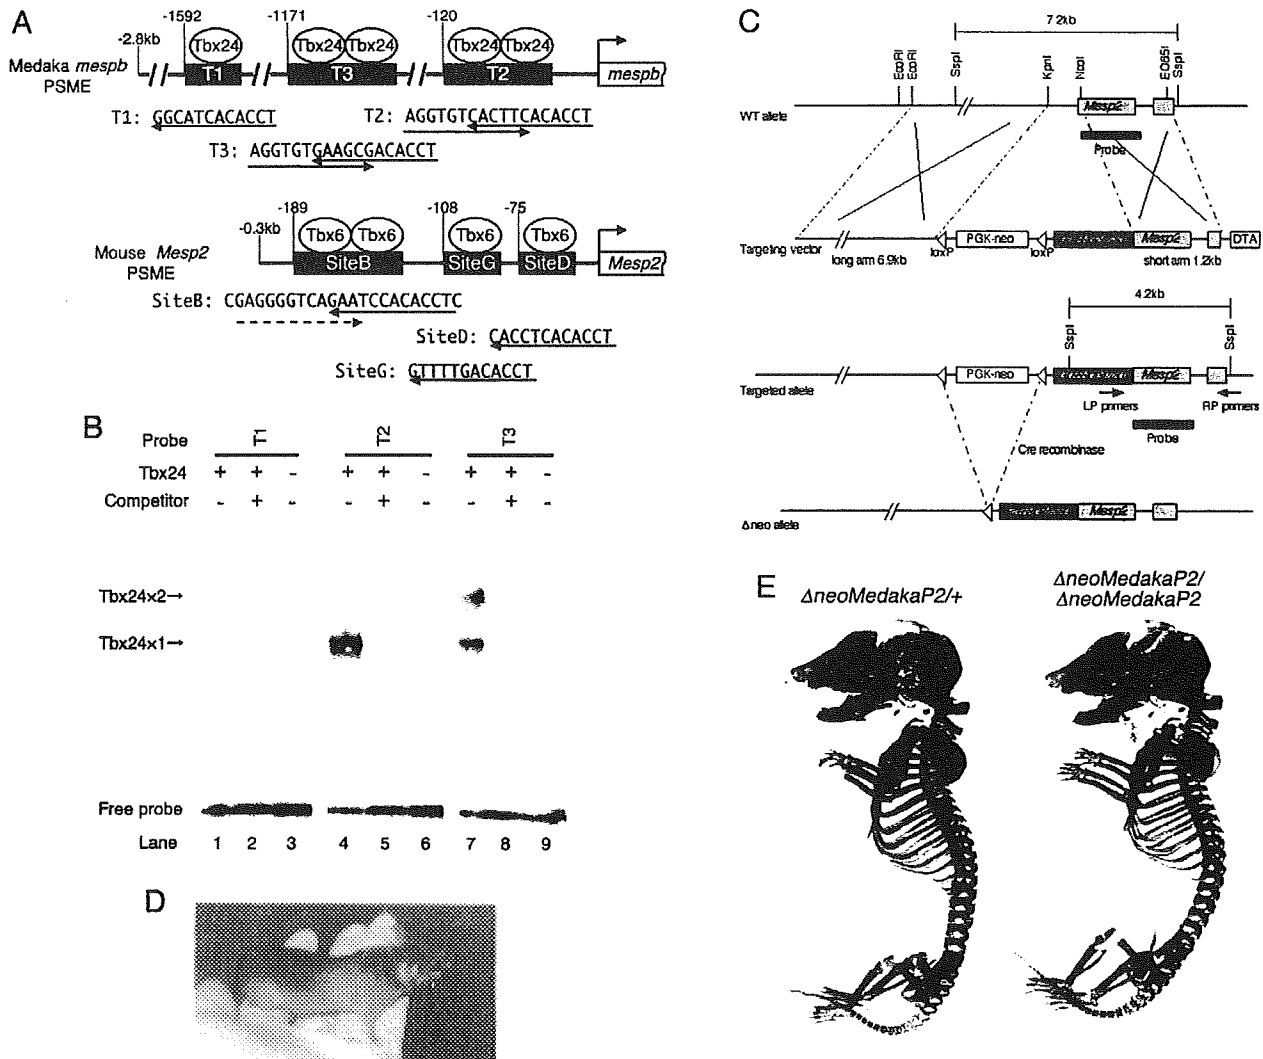 A
-1592
-1171
-120
-2.8kb
Tbx24
Tbx24 Tbx24
Tbx24 Tbx24
Medaka mespb
PSME
T1
T3
T2
mespb
T1: GGCATCACACCT
T2: AGGTGTCACTTCACACCT
T3: AGGTGTGAAGCGACACCT
-189
-108
-75
-0.3kb
Tbx6 Tbx6
Tbx6
Tbx6
Mouse Mesp2
PSME
SiteB
SiteG
SiteD
Mesp2
SiteB: CGAGGGGTCAGAATCCACACCTC
SiteD: CACCTCACACCT
SiteG: GTTTTGACACCT
B
Probe
T1
T2
T3
Tbx24
+ + -
+ + -
+ + -
Competitor
- + -
- + -
- + -
Tbx24×2→
Tbx24×1→
Free probe
Lane 1 2 3 4 5 6 7 8 9
C
7.2kb
EcoRI
EcoRI
SspI
KpnI
NcoI
EO65I
SspI
WT allele
Mesp2
Probe
Targeting vector
long arm 6.9kb
loxP
PGK-neo
loxP
Mesp2
short arm 1.2kb
DTA
4.2kb
SspI
SspI
Targeted allele
PGK-neo
Mesp2
LP primers
RP primers
Probe
Cre recombinase
Δneo allele
Mesp2
D
E
ΔneoMedakaP2/+
ΔneoMedakaP2/
ΔneoMedakaP2